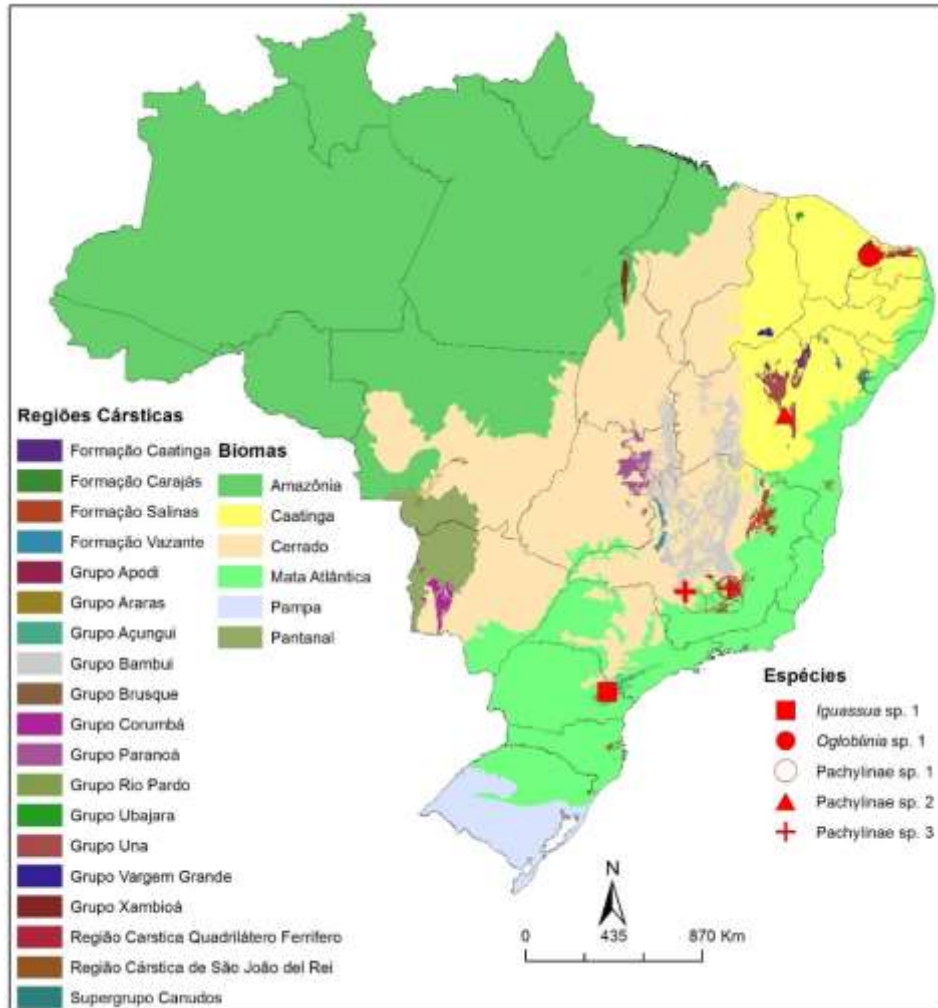 Regiões Cársticas
Formação Caatinga
Formação Carajás
Formação Salinas
Formação Vazante
Grupo Apodi
Grupo Araras
Grupo Açungui
Grupo Bambuí
Grupo Brusque
Grupo Corumbá
Grupo Paranoá
Grupo Rio Pardo
Grupo Ubajara
Grupo Una
Grupo Vargem Grande
Grupo Xambioá
Região Carstica Quadrilátero Ferrífero
Região Cárstica de São João del Rei
Supergrupo Canudos
Biomas
Amazônia
Caatinga
Cerrado
Mata Atlântica
Pampa
Pantanal
Espécies
Iguassua sp. 1
Ogloblinia sp. 1
Pachylinae sp. 1
Pachylinae sp. 2
Pachylinae sp. 3
N
0 435 870 Km